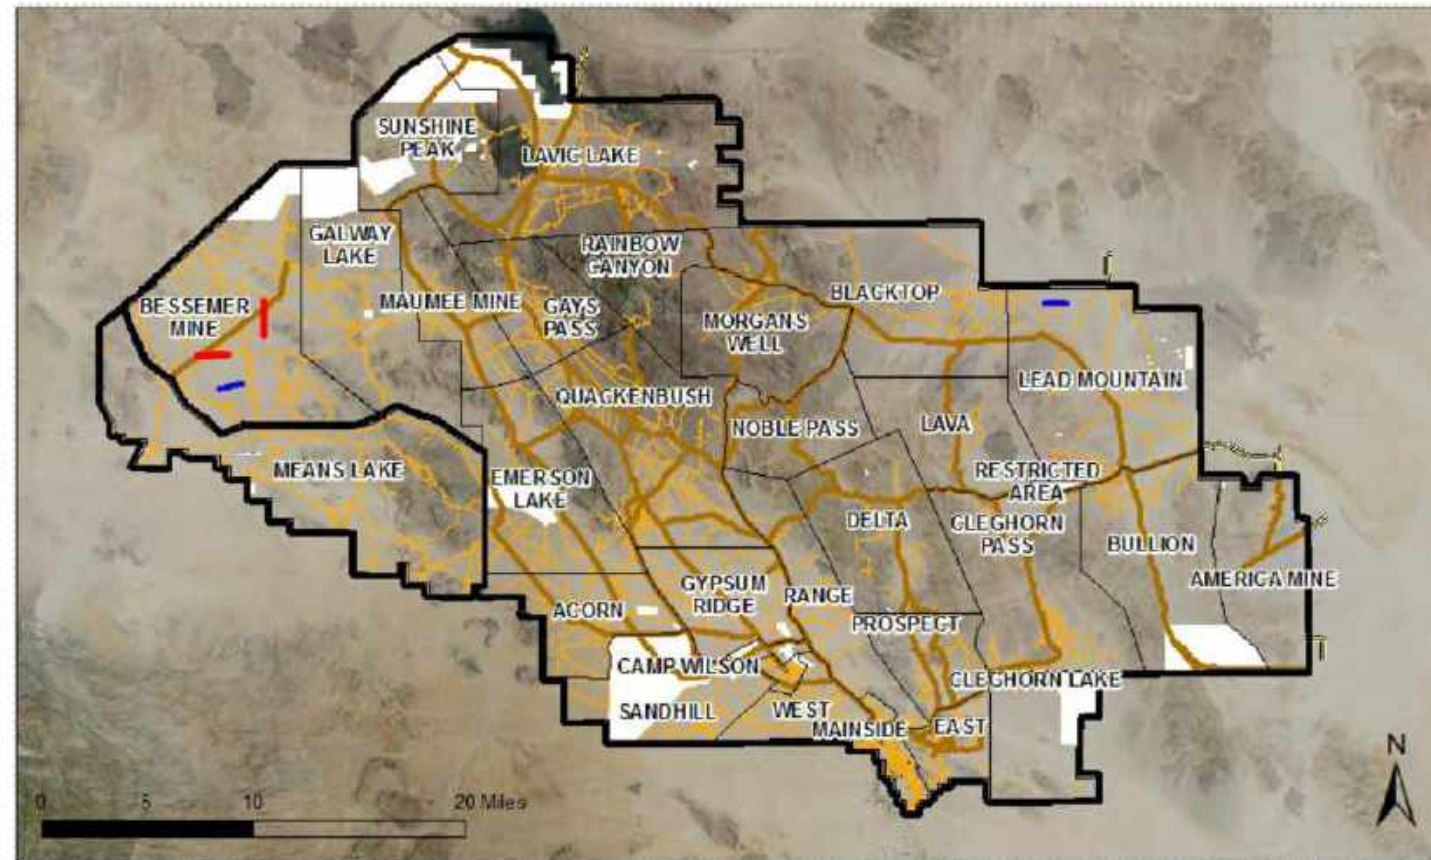 SUNSHINE
PEAK
LAVIC LAKE
GALWAY
LAKE
RAINBOW
CANYON
BESSEMER
MINE
MAUMEE MINE
GAYS
PASS
BLACKTOP
MORGANS
WELL
LEAD MOUNTAIN
QUACKENBUSH
NOBLE PASS
LAVA
MEANS LAKE
EMERSON
LAKE
RESTRICTED
AREA
DELTA
CLEGHORN
PASS
BULLION
AMERICA MINE
GYPSUM
RIDGE
RANGE
ACORN
PROSPECT
CAMP WILSON
CLEGHORN LAKE
SANDHILL
WEST
MAINSIDE
EAST
N
0 5 10 20 Miles